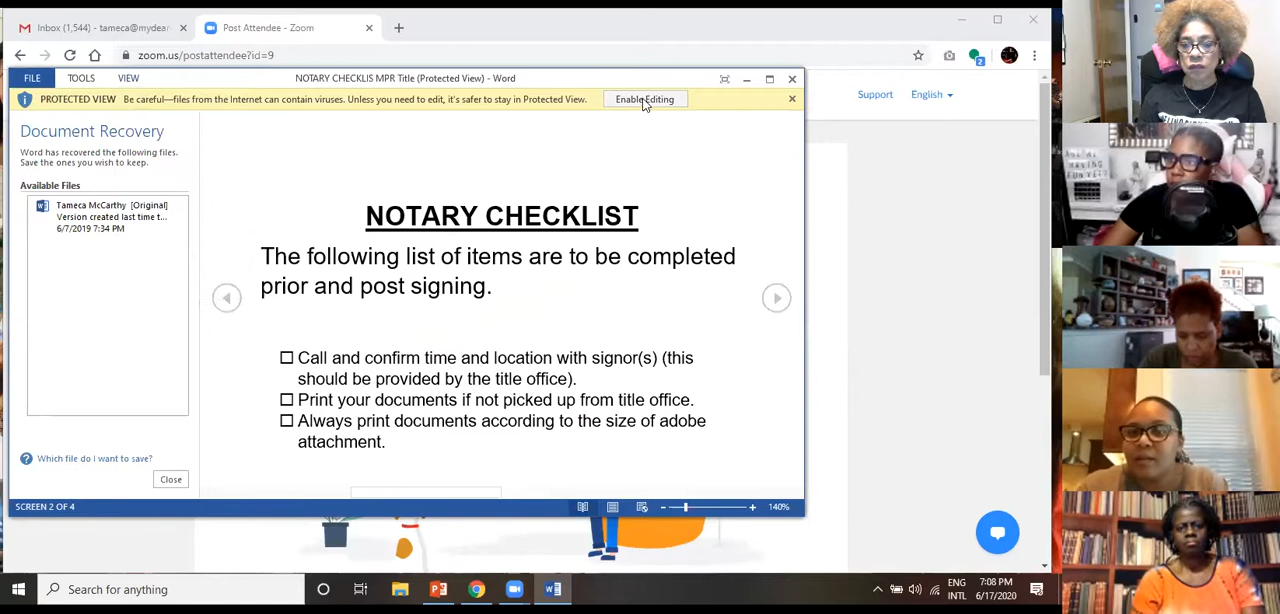 Inbox (1,544) - tameca@mydear
Post Attendee - Zoom
zoom.us/postattendee?id=9
2
FILE TOOLS VIEW NOTARY CHECKLIS MPR Title (Protected View) - Word
PROTECTED VIEW Be careful—files from the Internet can contain viruses. Unless you need to edit, it's safer to stay in Protected View. Enable Editing
Support English
Document Recovery
Word has recovered the following files.
Save the ones you wish to keep.
Available Files
Tameca McCarthy [Original]
Version created last time t...
6/7/2019 7:34 PM
Which file do I want to save?
Close
NOTARY CHECKLIST
The following list of items are to be completed
prior and post signing.
Call and confirm time and location with signor(s) (this
should be provided by the title office).
Print your documents if not picked up from title office.
Always print documents according to the size of adobe
attachment.
SCREEN 2 OF 4
140%
Search for anything
ENG
INTL
7:08 PM
6/17/2020